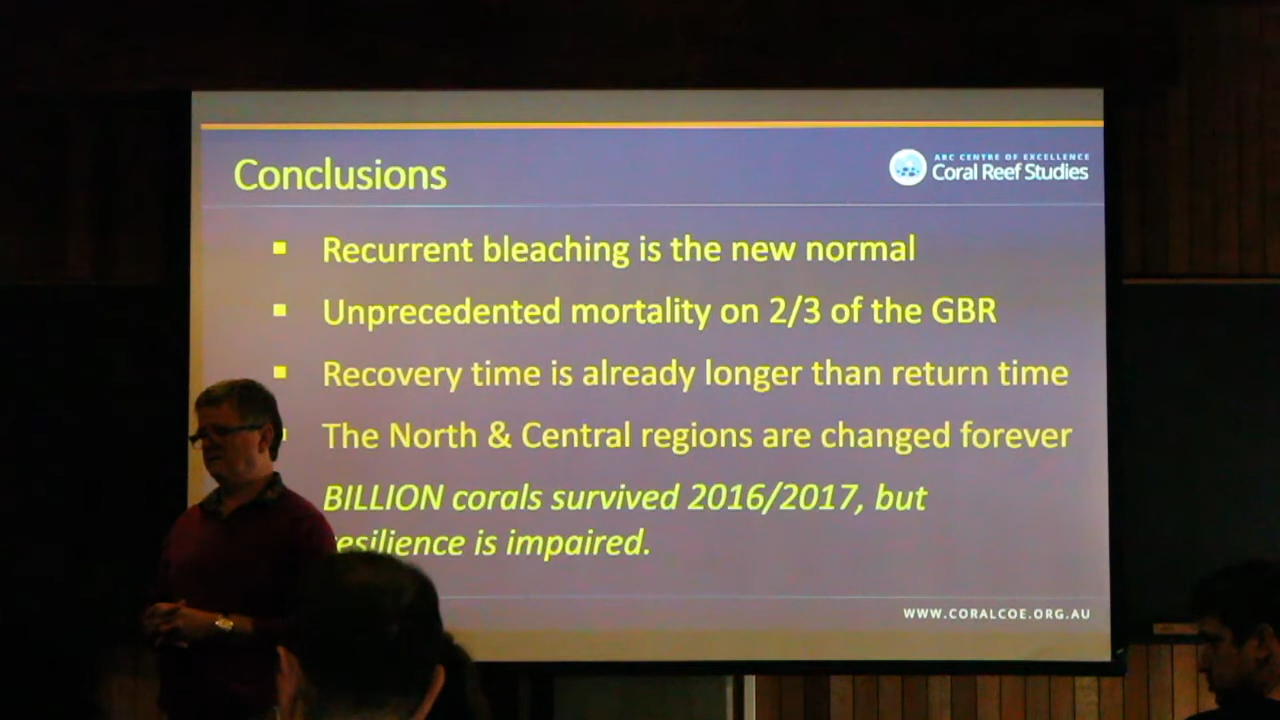 Conclusions
ARC CENTRE OF EXCELLENCE
Coral Reef Studies
▪ Recurrent bleaching is the new normal
▪ Unprecedented mortality on 2/3 of the GBR
▪ Recovery time is already longer than return time
▪ The North & Central regions are changed forever
BILLION corals survived 2016/2017, but
resilience is impaired.
WWW.CORALCOE.ORG.AU